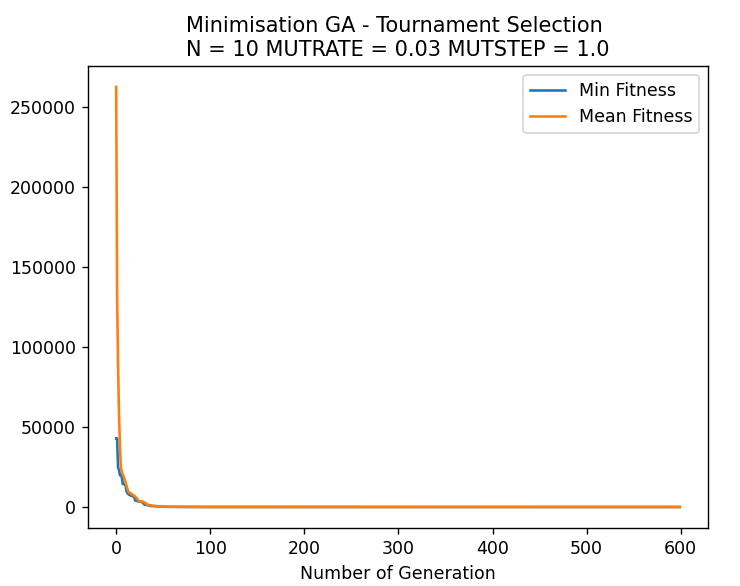 Minimisation GA - Tournament Selection
N = 10 MUTRATE = 0.03 MUTSTEP = 1.0
Min Fitness
Mean Fitness
250000
200000
150000
100000
50000
0
0 100 200 300 400 500 600
Number of Generation